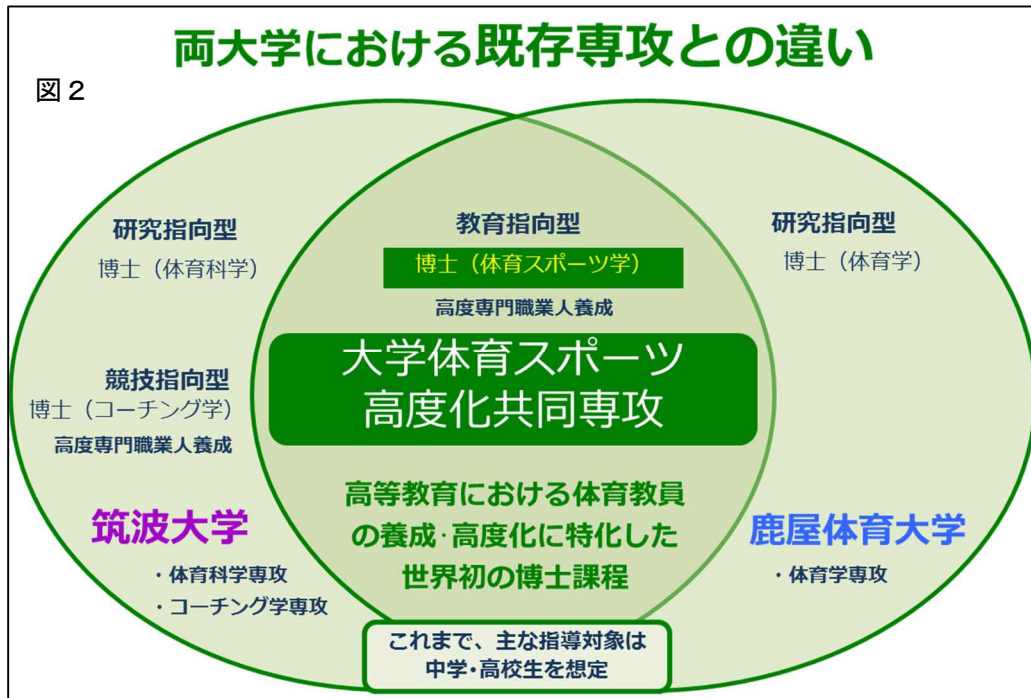 両大学における既存専攻との違い
図２
研究指向型
博士（体育科学）
競技指向型
博士（コーチング学）
高度専門職業人養成
筑波大学
・体育科学専攻
・コーチング学専攻
教育指向型
博士（体育スポーツ学）
高度専門職業人養成
大学体育スポーツ
高度化共同専攻
高等教育における体育教員
の養成･高度化に特化した
世界初の博士課程
これまで、主な指導対象は
中学・高校生を想定
研究指向型
博士（体育学）
鹿屋体育大学
・体育学専攻